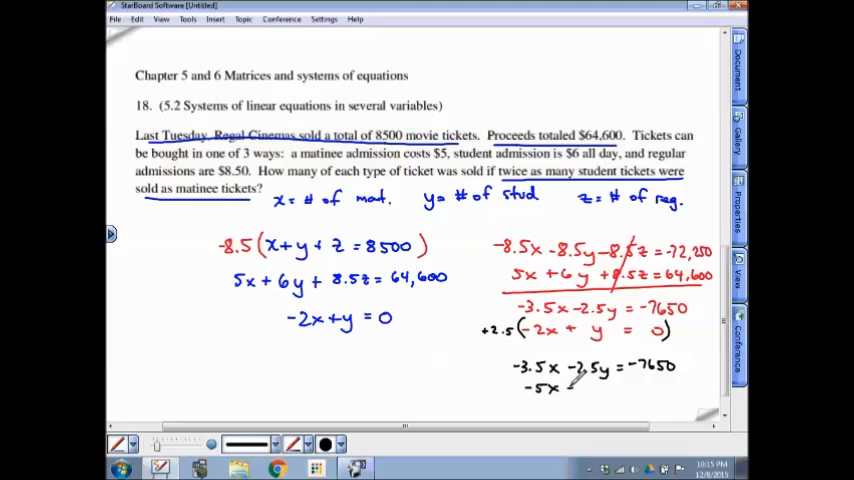 StarBoard Software [Untitled]
File Edit View Tools Insert Topic Controller Settings Help
Document
Gallery
Properties
View
Conference
Chapter 5 and 6 Matrices and systems of equations
18. (5.2 Systems of linear equations in several variables)
Last Tuesday, Regal Cinemas sold a total of 8500 movie tickets. Proceeds totaled $64,600. Tickets can
be bought in one of 3 ways: a matinee admission costs $5, student admission is $6 all day, and regular
admissions are $8.50. How many of each type of ticket was sold if twice as many student tickets were
sold as matinee tickets?
x = # of mat. y = # of stud z = # of reg.
-8.5(x+y+z=8500)
5x+6y+8.5z=64,600
-2x+y=0
-8.5x-8.5y-8.5z=-72,250
5x+6y+8.5z=64,600
-3.5x-2.5y=-7650
+2.5(-2x+y=0)
-3.5x-2.5y=-7650
-5x -
10:15 PM
12/8/2015